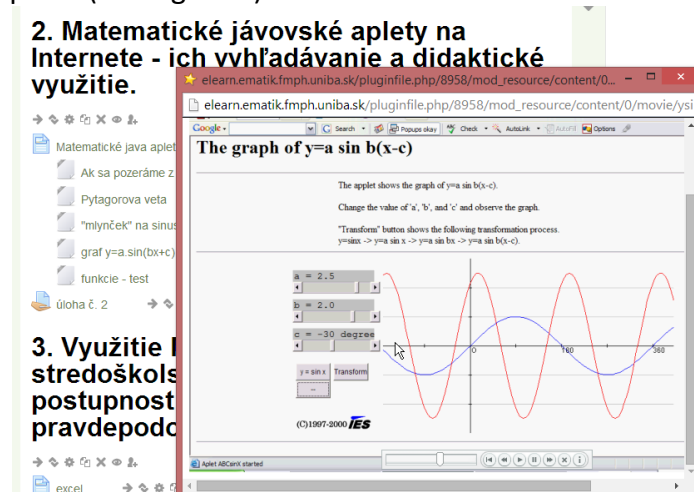 2. Matematické jávovské aplety na
Internete - ich vyhľadávanie a didaktické
využitie.
Matematické java aplet
Ak sa pozeráme z
Pytagorova veta
"mlynček" na sinus
graf y=a.sin(bx+c)
funkcie - test
úloha č. 2
3. Využitie
stredoškols
postupnost
pravdepodo
excel
elearn.ematik.fmph.uniba.sk/pluginfile.php/8958/mod_resource/content/0...
elearn.ematik.fmph.uniba.sk/pluginfile.php/8958/mod_resource/content/0/movie/ysi
Google Search Popups okay Check AutoLink AutoFill Options
The graph of y=a sin b(x-c)
The applet shows the graph of y=a sin b(x-c).
Change the value of 'a', 'b', and 'c' and observe the graph.
"Transform" button shows the following transformation process.
y=sinx -> y=a sin x -> y=a sin bx -> y=a sin b(x-c).
a = 2.5
b = 2.0
c = -30 degree
y = sin x Transform
--
0 180 360
(C)1997-2000 IES
Aplet ABCsinX started